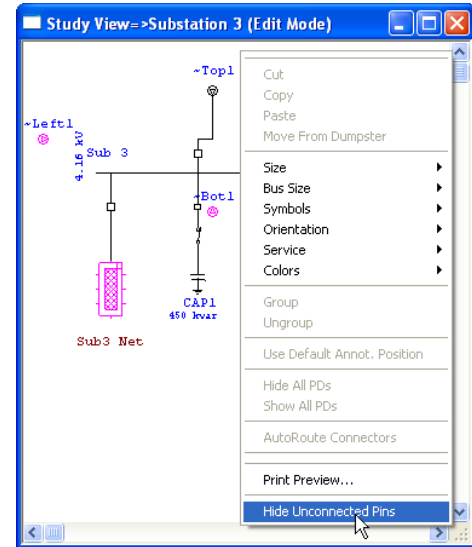 Study View=>Substation 3 (Edit Mode)
~Top1
~Left1
4.16 kV
Sub 3
~Bot1
CAP1
450 kvar
Sub3 Net
Cut
Copy
Paste
Move From Dumpster
Size
Bus Size
Symbols
Orientation
Service
Colors
Group
Ungroup
Use Default Annot. Position
Hide All PDs
Show All PDs
AutoRoute Connectors
Print Preview...
Hide Unconnected Pins